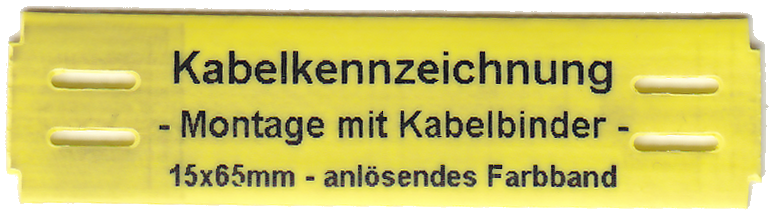 Kabelkennzeichnung
- Montage mit Kabelbinder -
15x65mm - anlösendes Farbband